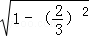 √(1 − (2/3)²)